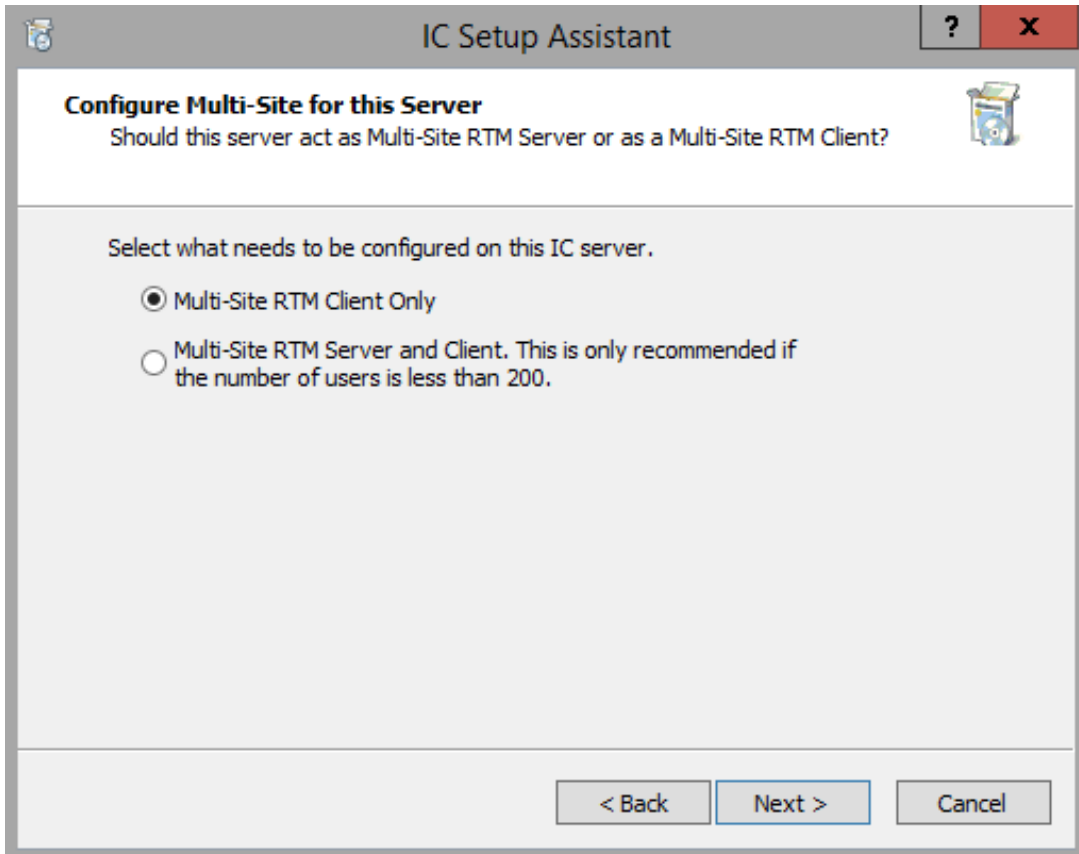 IC Setup Assistant
?
x
Configure Multi-Site for this Server
Should this server act as Multi-Site RTM Server or as a Multi-Site RTM Client?
Select what needs to be configured on this IC server.
Multi-Site RTM Client Only
Multi-Site RTM Server and Client. This is only recommended if
the number of users is less than 200.
< Back
Next >
Cancel